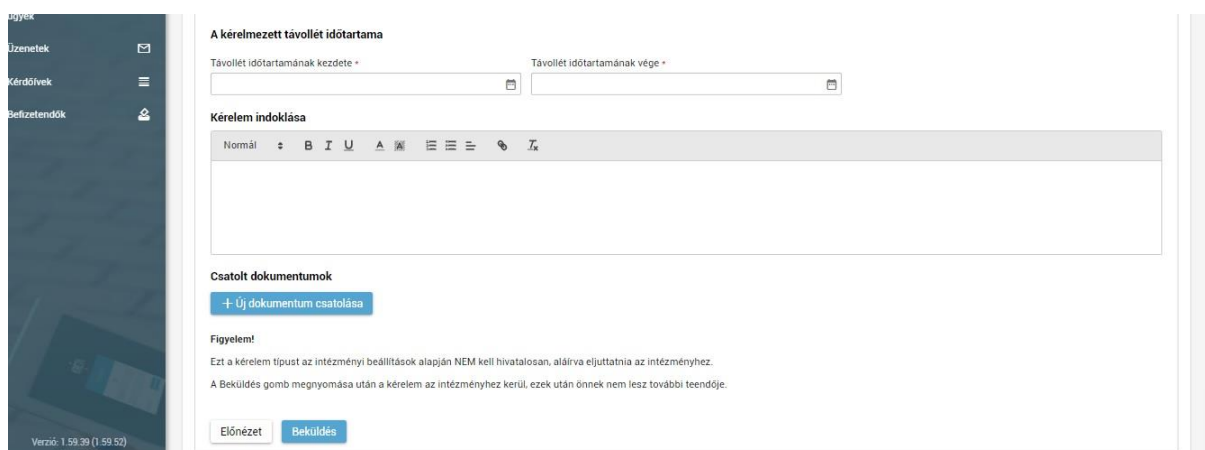 ügyek
Üzenetek
Kérdőívek
Befizetendők
Verzió: 1.59.39 (1.59.52)
A kérelmezett távollét időtartama
Távollét időtartamának kezdete *
Távollét időtartamának vége *
Kérelem indoklása
Normál B I U A A Tx
Csatolt dokumentumok
+ Új dokumentum csatolása
Figyelem!
Ezt a kérelem típust az intézményi beállítások alapján NEM kell hivatalosan, aláírva eljuttatnia az intézményhez.
A Beküldés gomb megnyomása után a kérelem az intézményhez kerül, ezek után önnek nem lesz további teendője.
Előnézet Beküldés